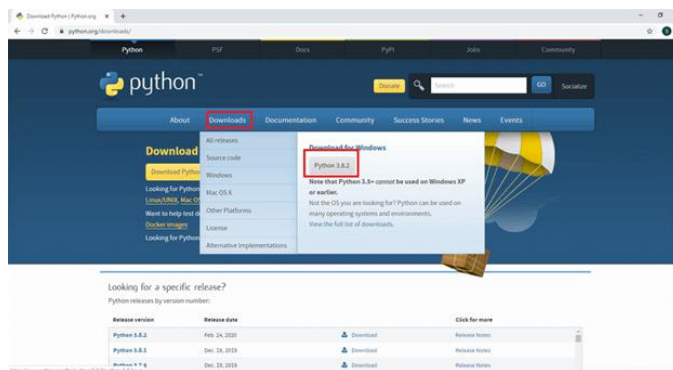 Download Python | Python.org
python.org/downloads/
Python PSF Docs PyPI Jobs Community
python™
Donate Search GO Socialize
About Downloads Documentation Community Success Stories News Events
All releases
Source code
Windows
Mac OS X
Other Platforms
License
Alternative Implementations
Download for Windows
Python 3.8.2
Note that Python 3.5+ cannot be used on Windows XP
or earlier.
Not the OS you are looking for? Python can be used on
many operating systems and environments.
View the full list of downloads.
Download
Download Python
Looking for Python
Linux/UNIX, Mac OS
Want to help test d
Docker images
Looking for Python
Looking for a specific release?
Python releases by version number:
Release version Release date Click for more
Python 3.8.2 Feb. 24, 2020 Download Release Notes
Python 3.8.1 Dec. 18, 2019 Download Release Notes
Dec. 18, 2019 Download Release Notes